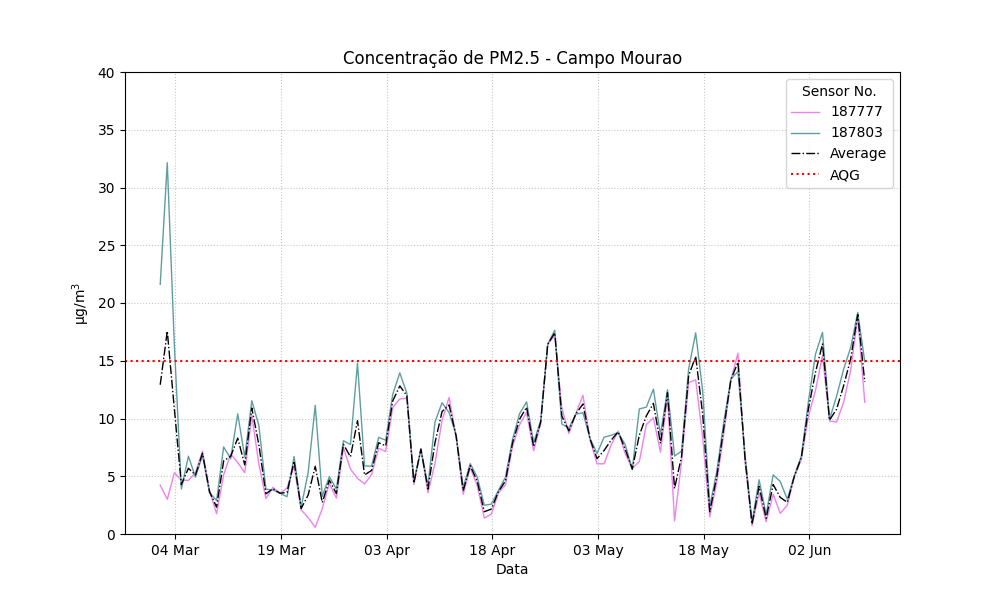 Concentração de PM2.5 - Campo Mourao
40
35
30
25
20
15
10
5
0
µg/m³
Sensor No.
187777
187803
Average
AQG
04 Mar
19 Mar
03 Apr
18 Apr
03 May
18 May
02 Jun
Data